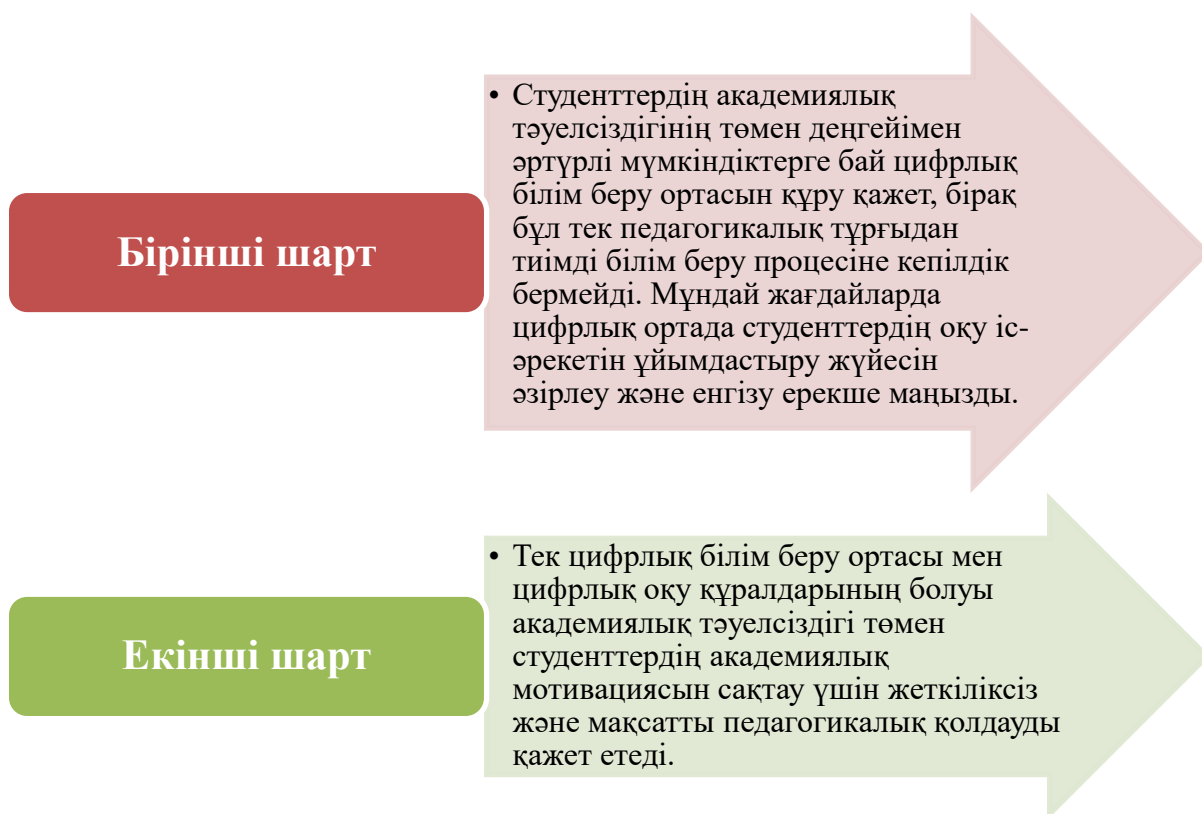 Бірінші шарт
• Студенттердің академиялық
тәуелсіздігінің төмен деңгейімен
әртүрлі мүмкіндіктерге бай цифрлық
білім беру ортасын құру қажет, бірақ
бұл тек педагогикалық тұрғыдан
тиімді білім беру процесіне кепілдік
бермейді. Мұндай жағдайларда
цифрлық ортада студенттердің оқу іс-
әрекетін ұйымдастыру жүйесін
әзірлеу және енгізу ерекше маңызды.
Екінші шарт
• Тек цифрлық білім беру ортасы мен
цифрлық оқу құралдарының болуы
академиялық тәуелсіздігі төмен
студенттердің академиялық
мотивациясын сақтау үшін жеткіліксіз
және мақсатты педагогикалық қолдауды
қажет етеді.